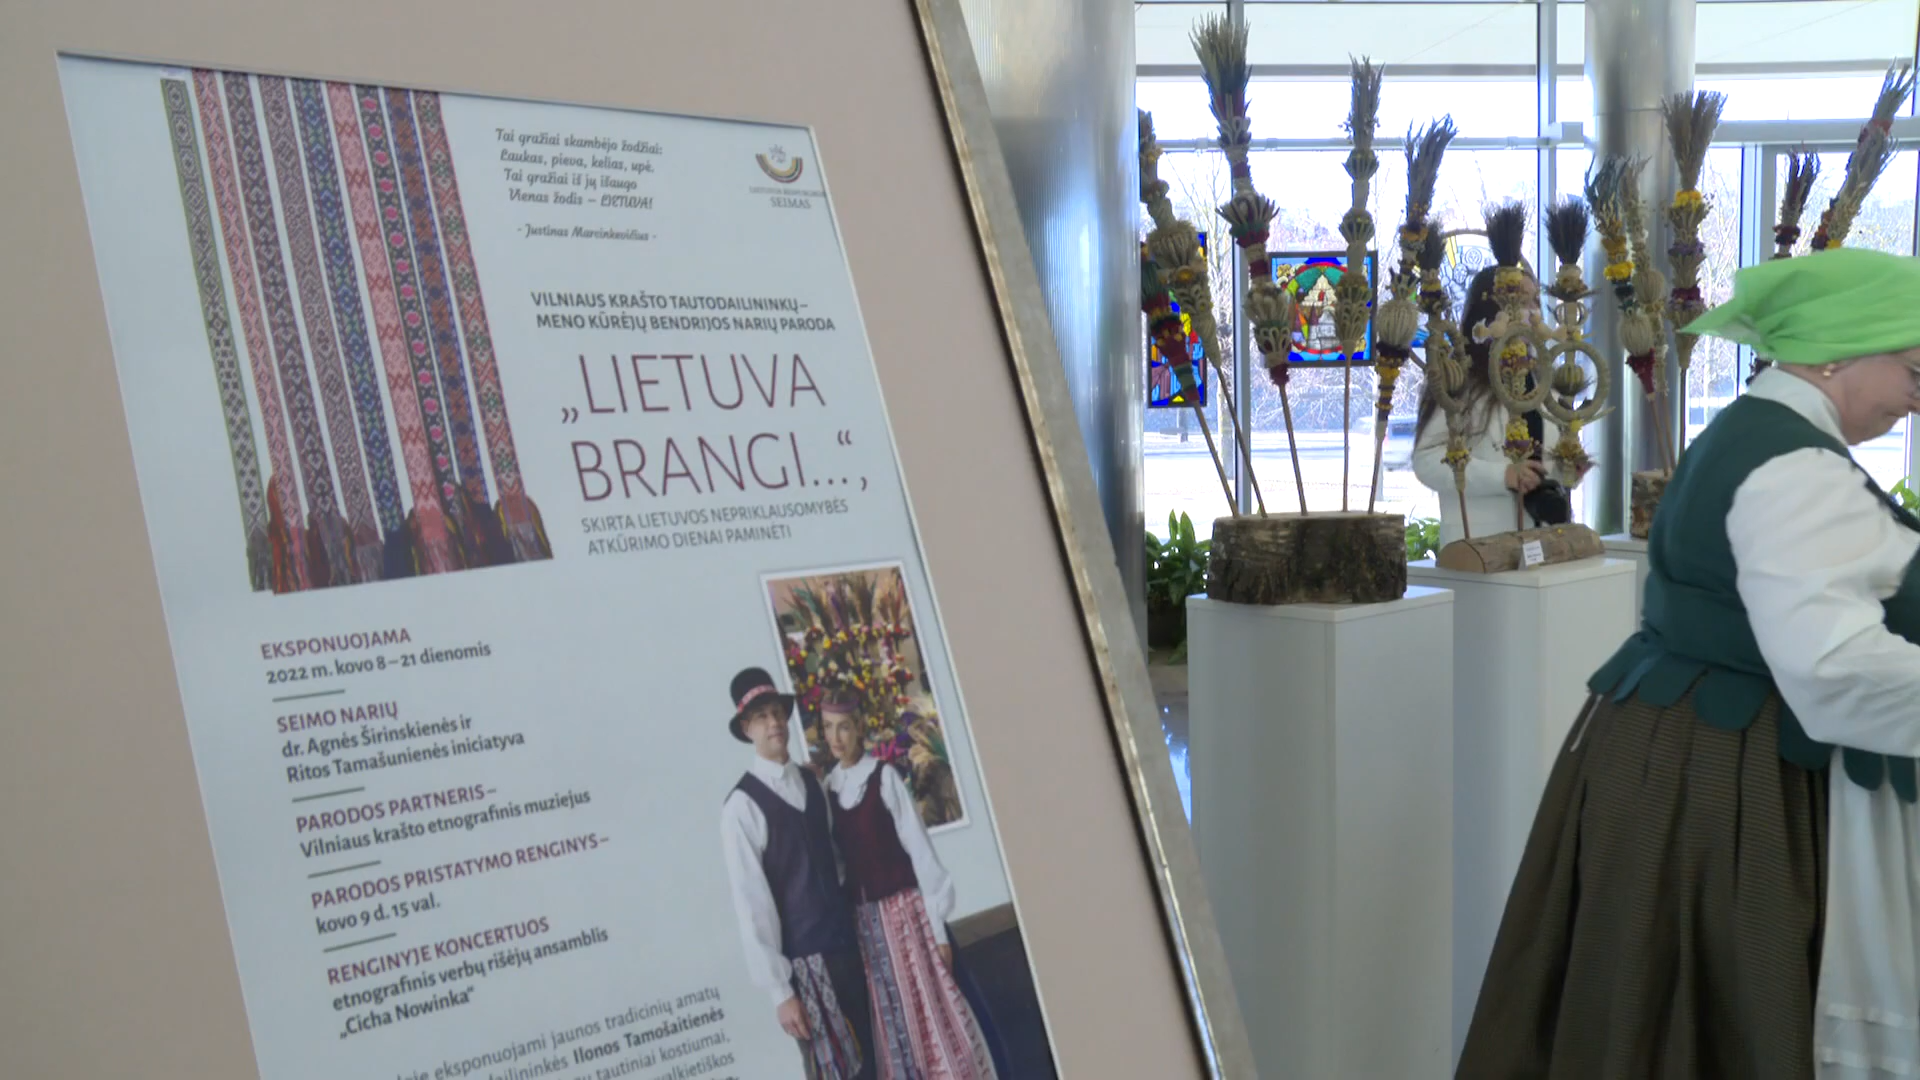 Tai gražiai skambėjo žodžiai:
Laukas, pieva, kelias, upė.
Tai gražiai iš jų išaugo
Vienas žodis – LIETUVA!
- Justinas Marcinkevičius -
SEIMAS
VILNIAUS KRAŠTO TAUTODAILININKŲ–
MENO KŪRĖJŲ BENDRIJOS NARIŲ PARODA
„LIETUVA
BRANGI...“,
SKIRTA LIETUVOS NEPRIKLAUSOMYBĖS
ATKŪRIMO DIENAI PAMINĖTI
EKSPONUOJAMA
2022 m. kovo 8–21 dienomis
SEIMO NARIŲ
dr. Agnės Širinskienės ir
Ritos Tamašunienės iniciatyva
PARODOS PARTNERIS–
Vilniaus krašto etnografinis muziejus
PARODOS PRISTATYMO RENGINYS–
kovo 9 d. 15 val.
RENGINYJE KONCERTUOS
etnografinis verbų rišėjų ansamblis
„Cicha Nowinka“
eksponuojami jaunos tradicinių amatų
Ilonos Tamošaitienės
tautiniai kostiumai,